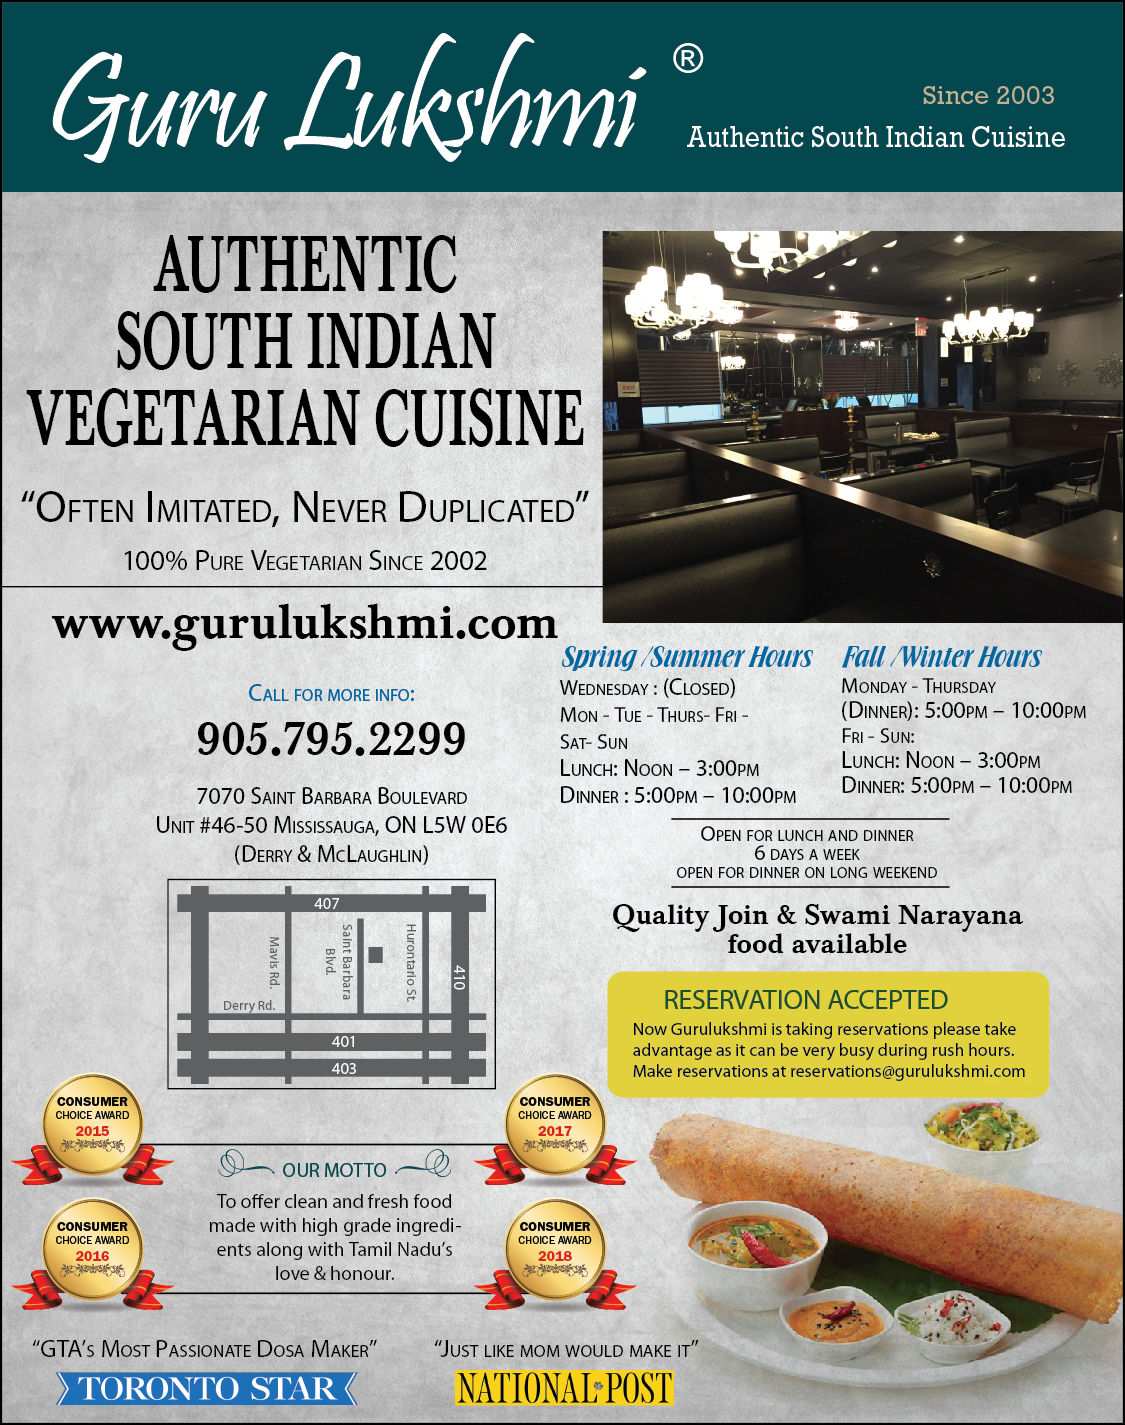 Guru Lukshmi ®
Since 2003
Authentic South Indian Cuisine
AUTHENTIC
SOUTH INDIAN
VEGETARIAN CUISINE
“OFTEN IMITATED, NEVER DUPLICATED”
100% PURE VEGETARIAN SINCE 2002
EXIT
www.gurulukshmi.com
CALL FOR MORE INFO:
905.795.2299
7070 SAINT BARBARA BOULEVARD
UNIT #46-50 MISSISSAUGA, ON L5W 0E6
(DERRY & MCLAUGHLIN)
407
Mavis Rd.
Saint Barbara
Blvd.
Hurontario St.
410
Derry Rd.
401
403
Spring /Summer Hours
WEDNESDAY : (CLOSED)
MON - TUE - THURS- FRI -
SAT- SUN
LUNCH: NOON – 3:00PM
DINNER : 5:00PM – 10:00PM
Fall /Winter Hours
MONDAY - THURSDAY
(DINNER): 5:00PM – 10:00PM
FRI - SUN:
LUNCH: NOON – 3:00PM
DINNER: 5:00PM – 10:00PM
OPEN FOR LUNCH AND DINNER
6 DAYS A WEEK
OPEN FOR DINNER ON LONG WEEKEND
Quality Join & Swami Narayana
food available
RESERVATION ACCEPTED
Now Gurulukshmi is taking reservations please take
advantage as it can be very busy during rush hours.
Make reservations at reservations@gurulukshmi.com
CONSUMER
CHOICE AWARD
2015
CONSUMER
CHOICE AWARD
2017
CONSUMER
CHOICE AWARD
2016
CONSUMER
CHOICE AWARD
2018
OUR MOTTO
To offer clean and fresh food
made with high grade ingredi-
ents along with Tamil Nadu’s
love & honour.
“GTA’S MOST PASSIONATE DOSA MAKER”
TORONTO STAR
“JUST LIKE MOM WOULD MAKE IT”
NATIONAL POST